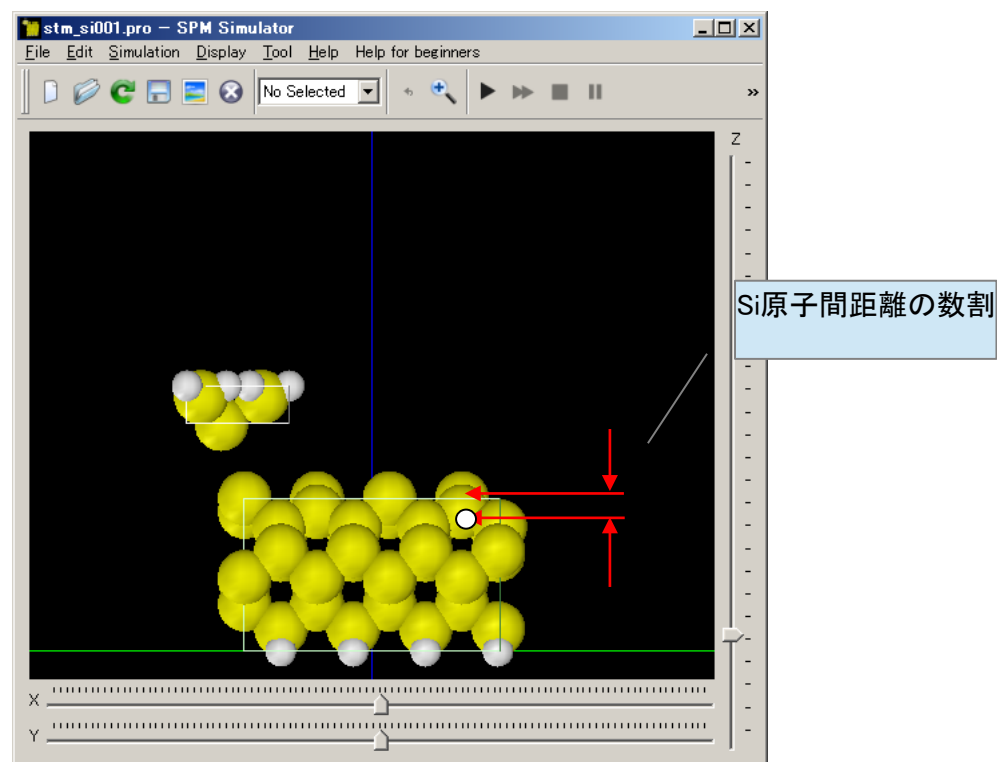 stm_si001.pro − SPM Simulator
File Edit Simulation Display Tool Help Help for beginners
No Selected
»
Z
Si原子間距離の数割
X
Y